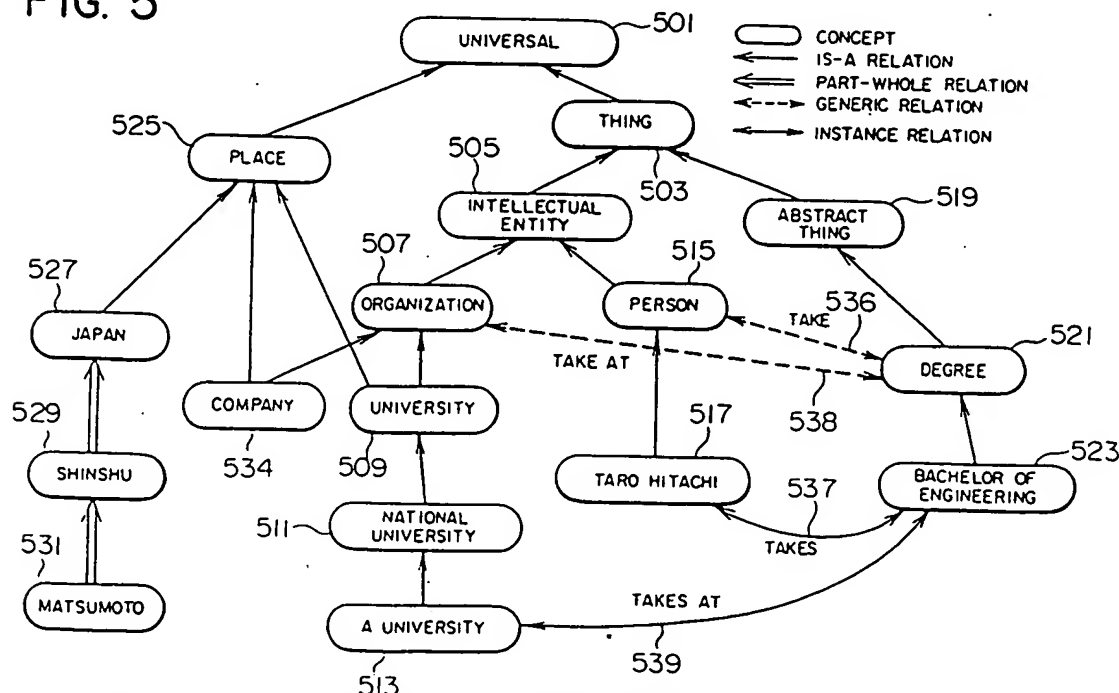 FIG. 5
UNIVERSAL
501
CONCEPT
IS-A RELATION
PART-WHOLE RELATION
GENERIC RELATION
INSTANCE RELATION
525
PLACE
THING
503
505
INTELLECTUAL
ENTITY
519
ABSTRACT
THING
507
ORGANIZATION
515
PERSON
527
JAPAN
TAKE
536
TAKE AT
538
521
DEGREE
COMPANY
534
UNIVERSITY
509
529
SHINSHU
517
TARO HITACHI
523
BACHELOR OF
ENGINEERING
537
TAKES
511
NATIONAL
UNIVERSITY
531
MATSUMOTO
TAKES AT
539
A UNIVERSITY
513